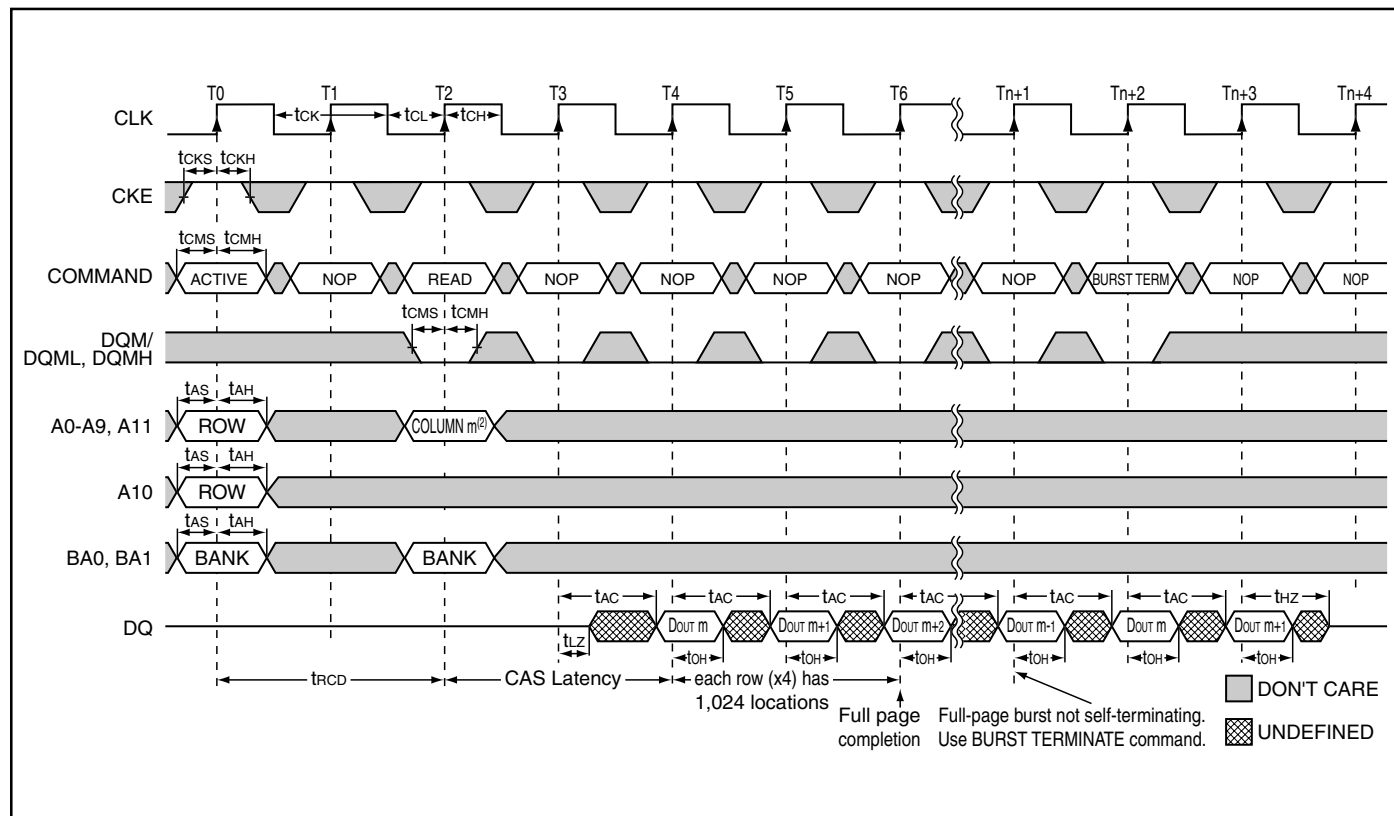 T0 T1 T2 T3 T4 T5 T6 Tn+1 Tn+2 Tn+3 Tn+4
CLK tCK tCL tCH
tCKS tCKH
CKE
tCMS tCMH
COMMAND ACTIVE NOP READ NOP NOP NOP NOP NOP BURST TERM NOP NOP
tCMS tCMH
DQM/
DQML, DQMH
tAS tAH
A0-A9, A11 ROW COLUMN m(2)
tAS tAH
A10 ROW
tAS tAH
BA0, BA1 BANK BANK
tAC tAC tAC tAC tAC tAC tHZ
DQ DOUT m DOUT m+1 DOUT m+2 DOUT m-1 DOUT m DOUT m+1
tLZ tOH tOH tOH tOH tOH tOH
tRCD CAS Latency each row (x4) has
1,024 locations
Full page
completion
Full-page burst not self-terminating.
Use BURST TERMINATE command.
DON'T CARE
UNDEFINED